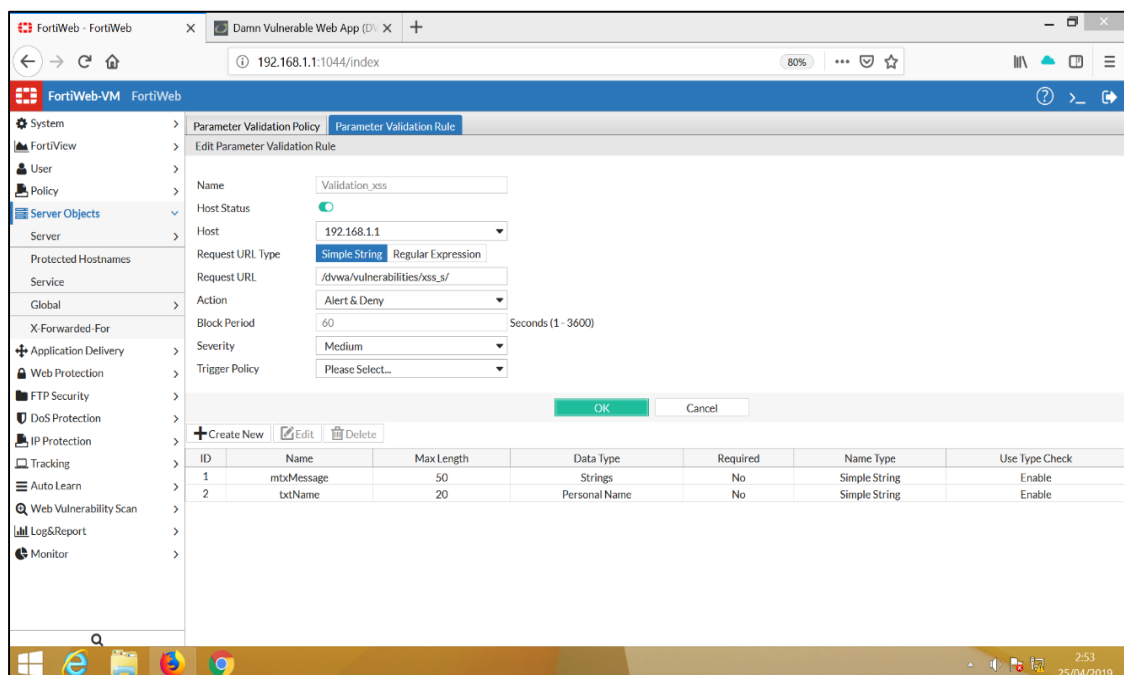 FortiWeb - FortiWeb
Damn Vulnerable Web App (DV
192.168.1.1:1044/index
80%
FortiWeb-VM FortiWeb
System
FortiView
User
Policy
Server Objects
Server
Protected Hostnames
Service
Global
X-Forwarded-For
Application Delivery
Web Protection
FTP Security
DoS Protection
IP Protection
Tracking
Auto Learn
Web Vulnerability Scan
Log&Report
Monitor
Parameter Validation Policy Parameter Validation Rule
Edit Parameter Validation Rule
Name Validation_xss
Host Status
Host 192.168.1.1
Request URL Type Simple String Regular Expression
Request URL /dvwa/vulnerabilities/xss_s/
Action Alert & Deny
Block Period 60 Seconds (1 - 3600)
Severity Medium
Trigger Policy Please Select...
OK Cancel
Create New Edit Delete
ID Name Max Length Data Type Required Name Type Use Type Check
1 mtxMessage 50 Strings No Simple String Enable
2 txtName 20 Personal Name No Simple String Enable
2:53
25/04/2019